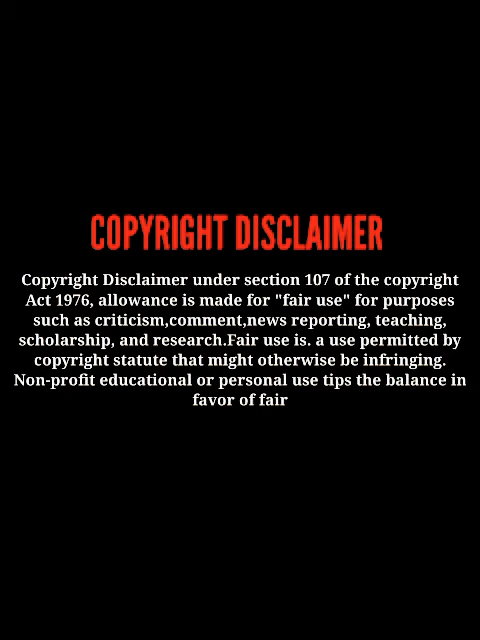 COPYRIGHT DISCLAIMER
Copyright Disclaimer under section 107 of the copyright
Act 1976, allowance is made for "fair use" for purposes
such as criticism,comment,news reporting, teaching,
scholarship, and research.Fair use is. a use permitted by
copyright statute that might otherwise be infringing.
Non-profit educational or personal use tips the balance in
favor of fair